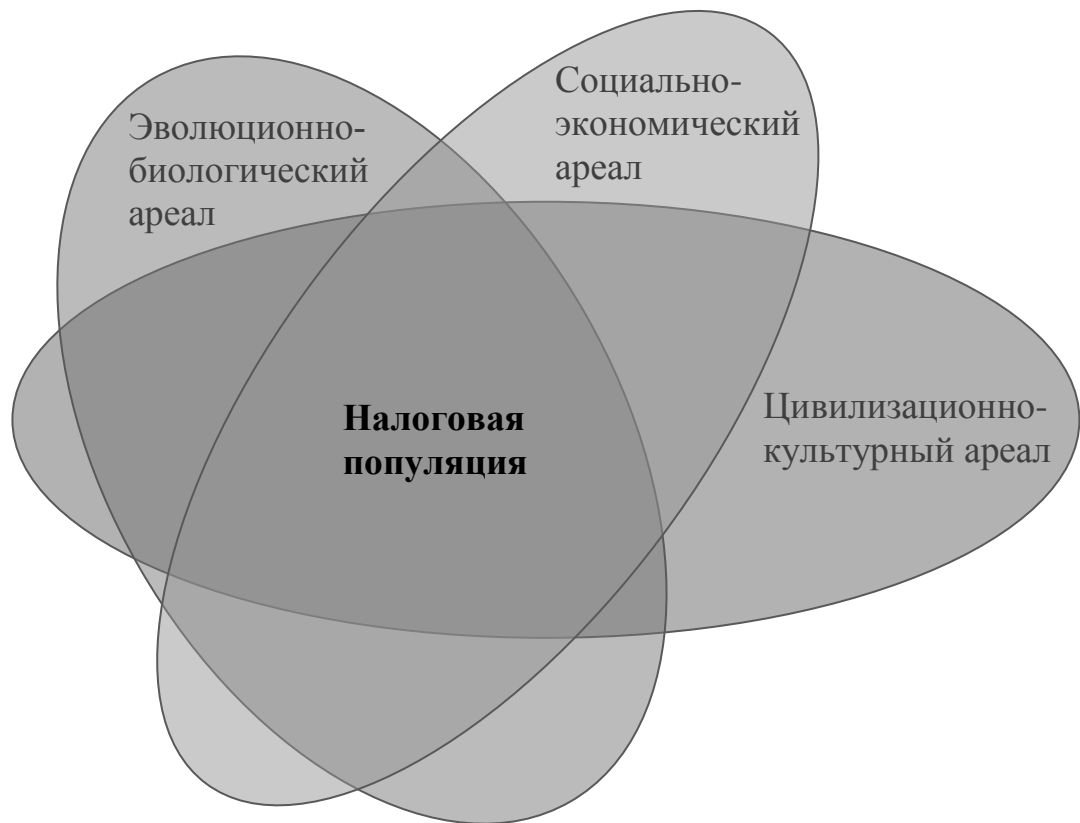 Эволюционно-
биологический
ареал
Социально-
экономический
ареал
Налоговая
популяция
Цивилизационно-
культурный ареал